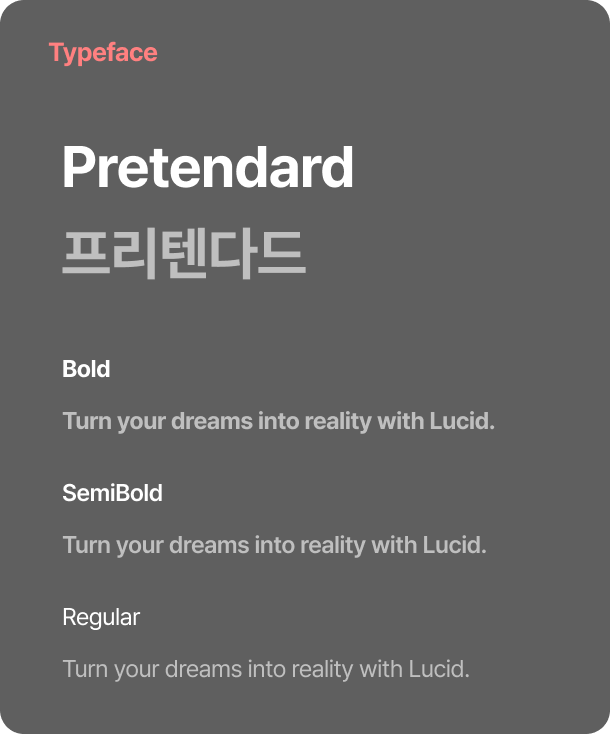 Typeface
Pretendard
프리텐다드
Bold
Turn your dreams into reality with Lucid.
SemiBold
Turn your dreams into reality with Lucid.
Regular
Turn your dreams into reality with Lucid.